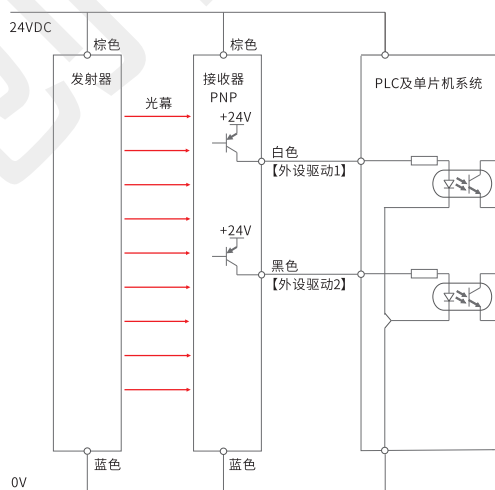 24VDC
棕色
棕色
发射器
接收器
PNP
PLC及单片机系统
光幕
+24V
白色
【外设驱动1】
+24V
黑色
【外设驱动2】
蓝色
蓝色
0V